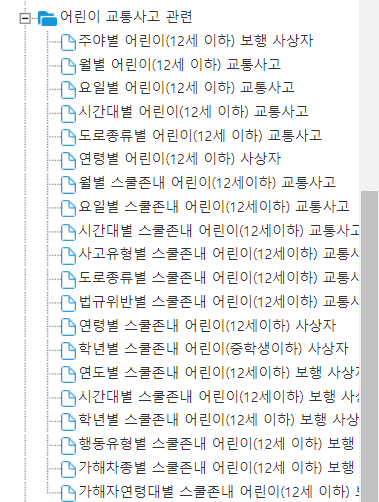 어린이 교통사고 관련
주야별 어린이(12세 이하) 보행 사상자
월별 어린이(12세 이하) 교통사고
요일별 어린이(12세 이하) 교통사고
시간대별 어린이(12세 이하) 교통사고
도로종류별 어린이(12세 이하) 교통사고
연령별 어린이(12세 이하) 사상자
월별 스쿨존내 어린이(12세이하) 교통사고
요일별 스쿨존내 어린이(12세이하) 교통사고
시간대별 스쿨존내 어린이(12세이하) 교통사고
사고유형별 스쿨존내 어린이(12세이하) 교통
도로종류별 스쿨존내 어린이(12세이하) 교통
법규위반별 스쿨존내 어린이(12세이하) 교통
연령별 스쿨존내 어린이(12세이하) 사상자
학년별 스쿨존내 어린이(중학생이하) 사상자
연도별 스쿨존내 어린이(12세이하) 보행 사상
시간대별 스쿨존내 어린이(12세이하) 보행 사
학년별 스쿨존내 어린이(12세 이하) 보행 사상
행동유형별 스쿨존내 어린이(12세 이하) 보행
가해차종별 스쿨존내 어린이(12세 이하) 보행
가해자연령대별 스쿨존내 어린이(12세 이하)